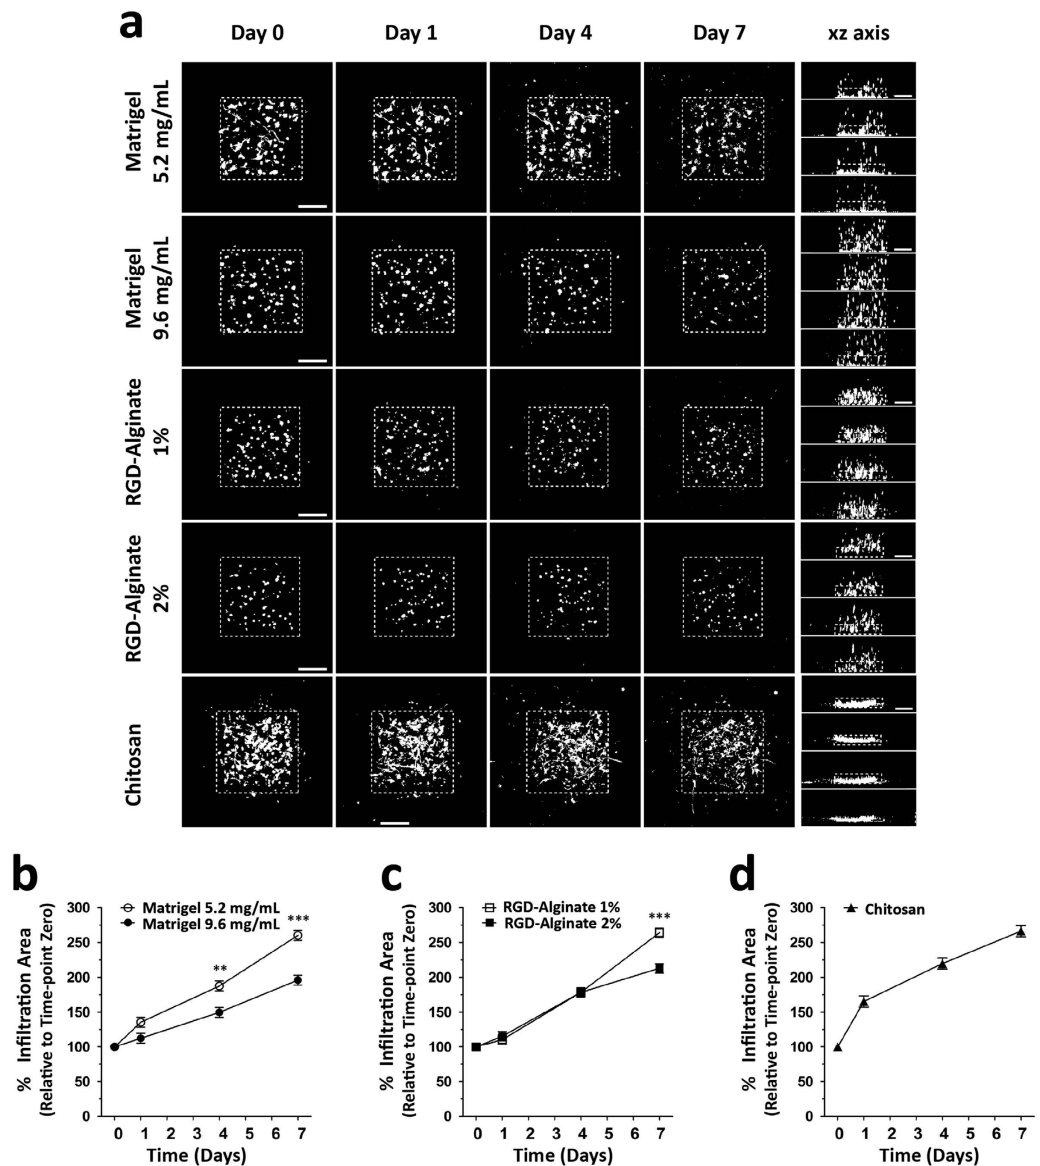 a
Day 0
Day 1
Day 4
Day 7
xz axis
Matrigel
5.2 mg/mL
Matrigel
9.6 mg/mL
RGD-Alginate
1%
RGD-Alginate
2%
Chitosan
b
% Infiltration Area
(Relative to Time-point Zero)
300
250
200
150
100
50
0
Matrigel 5.2 mg/mL
Matrigel 9.6 mg/mL
**
***
0 1 2 3 4 5 6 7
Time (Days)
c
% Infiltration Area
(Relative to Time-point Zero)
300
250
200
150
100
50
0
RGD-Alginate 1%
RGD-Alginate 2%
***
0 1 2 3 4 5 6 7
Time (Days)
d
% Infiltration Area
(Relative to Time-point Zero)
300
250
200
150
100
50
0
Chitosan
0 1 2 3 4 5 6 7
Time (Days)